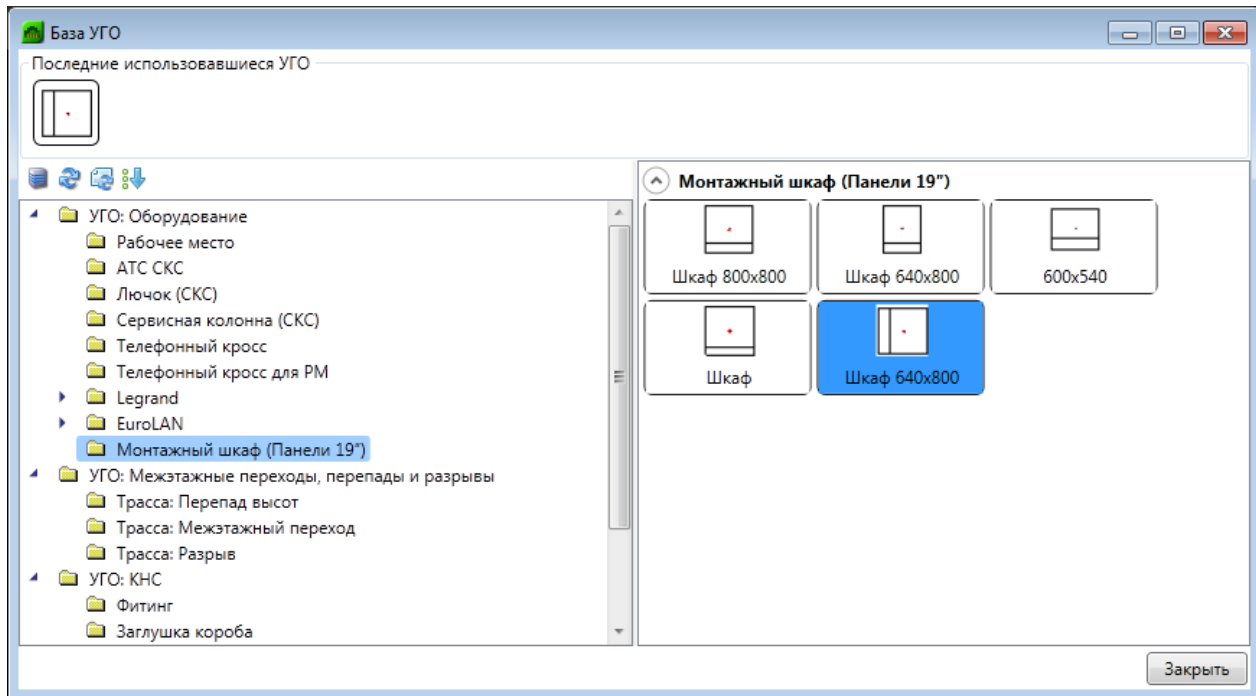 База УГО
Последние использовавшиеся УГО
УГО: Оборудование
Рабочее место
АТС СКС
Лючок (СКС)
Сервисная колонна (СКС)
Телефонный кросс
Телефонный кросс для РМ
Legrand
EuroLAN
Монтажный шкаф (Панели 19")
УГО: Межэтажные переходы, перепады и разрывы
Трасса: Перепад высот
Трасса: Межэтажный переход
Трасса: Разрыв
УГО: КНС
Фитинг
Заглушка короба
Монтажный шкаф (Панели 19")
Шкаф 800x800
Шкаф 640x800
600x540
Шкаф
Шкаф 640x800
Закрыть